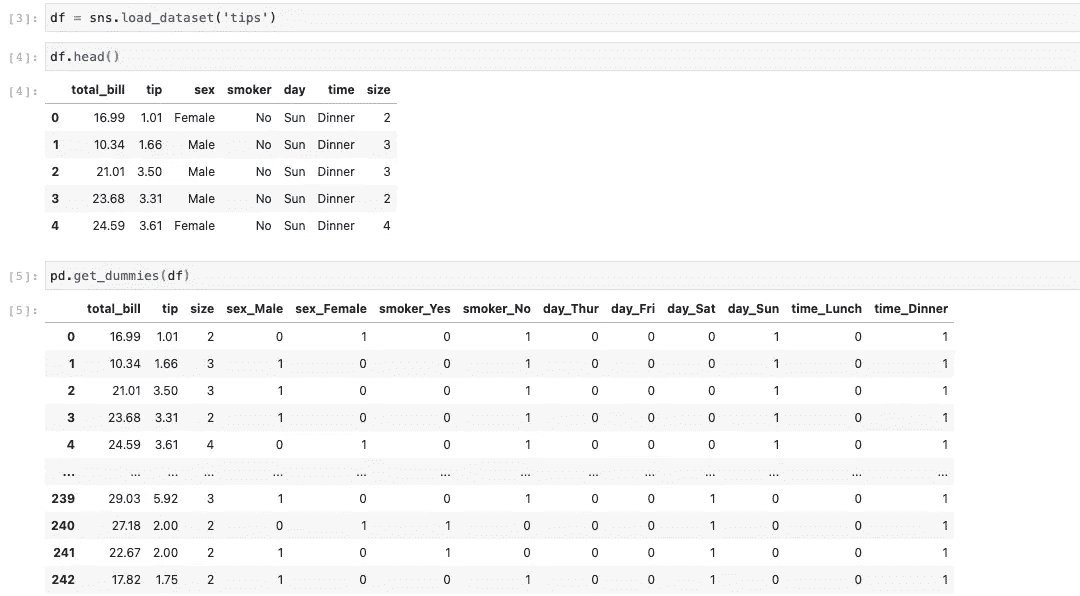 [3]: df = sns.load_dataset('tips')
[4]: df.head()
[4]: total_bill tip sex smoker day time size
0 16.99 1.01 Female No Sun Dinner 2
1 10.34 1.66 Male No Sun Dinner 3
2 21.01 3.50 Male No Sun Dinner 3
3 23.68 3.31 Male No Sun Dinner 2
4 24.59 3.61 Female No Sun Dinner 4
[5]: pd.get_dummies(df)
[5]: total_bill tip size sex_Male sex_Female smoker_Yes smoker_No day_Thur day_Fri day_Sat day_Sun time_Lunch time_Dinner
0 16.99 1.01 2 0 1 0 1 0 0 0 1 0 1
1 10.34 1.66 3 1 0 0 1 0 0 0 1 0 1
2 21.01 3.50 3 1 0 0 1 0 0 0 1 0 1
3 23.68 3.31 2 1 0 0 1 0 0 0 1 0 1
4 24.59 3.61 4 0 1 0 1 0 0 0 1 0 1
... ... ... ... ... ... ... ... ... ... ... ... ... ...
239 29.03 5.92 3 1 0 0 1 0 0 1 0 0 1
240 27.18 2.00 2 0 1 1 0 0 0 1 0 0 1
241 22.67 2.00 2 1 0 1 0 0 0 1 0 0 1
242 17.82 1.75 2 1 0 0 1 0 0 1 0 0 1